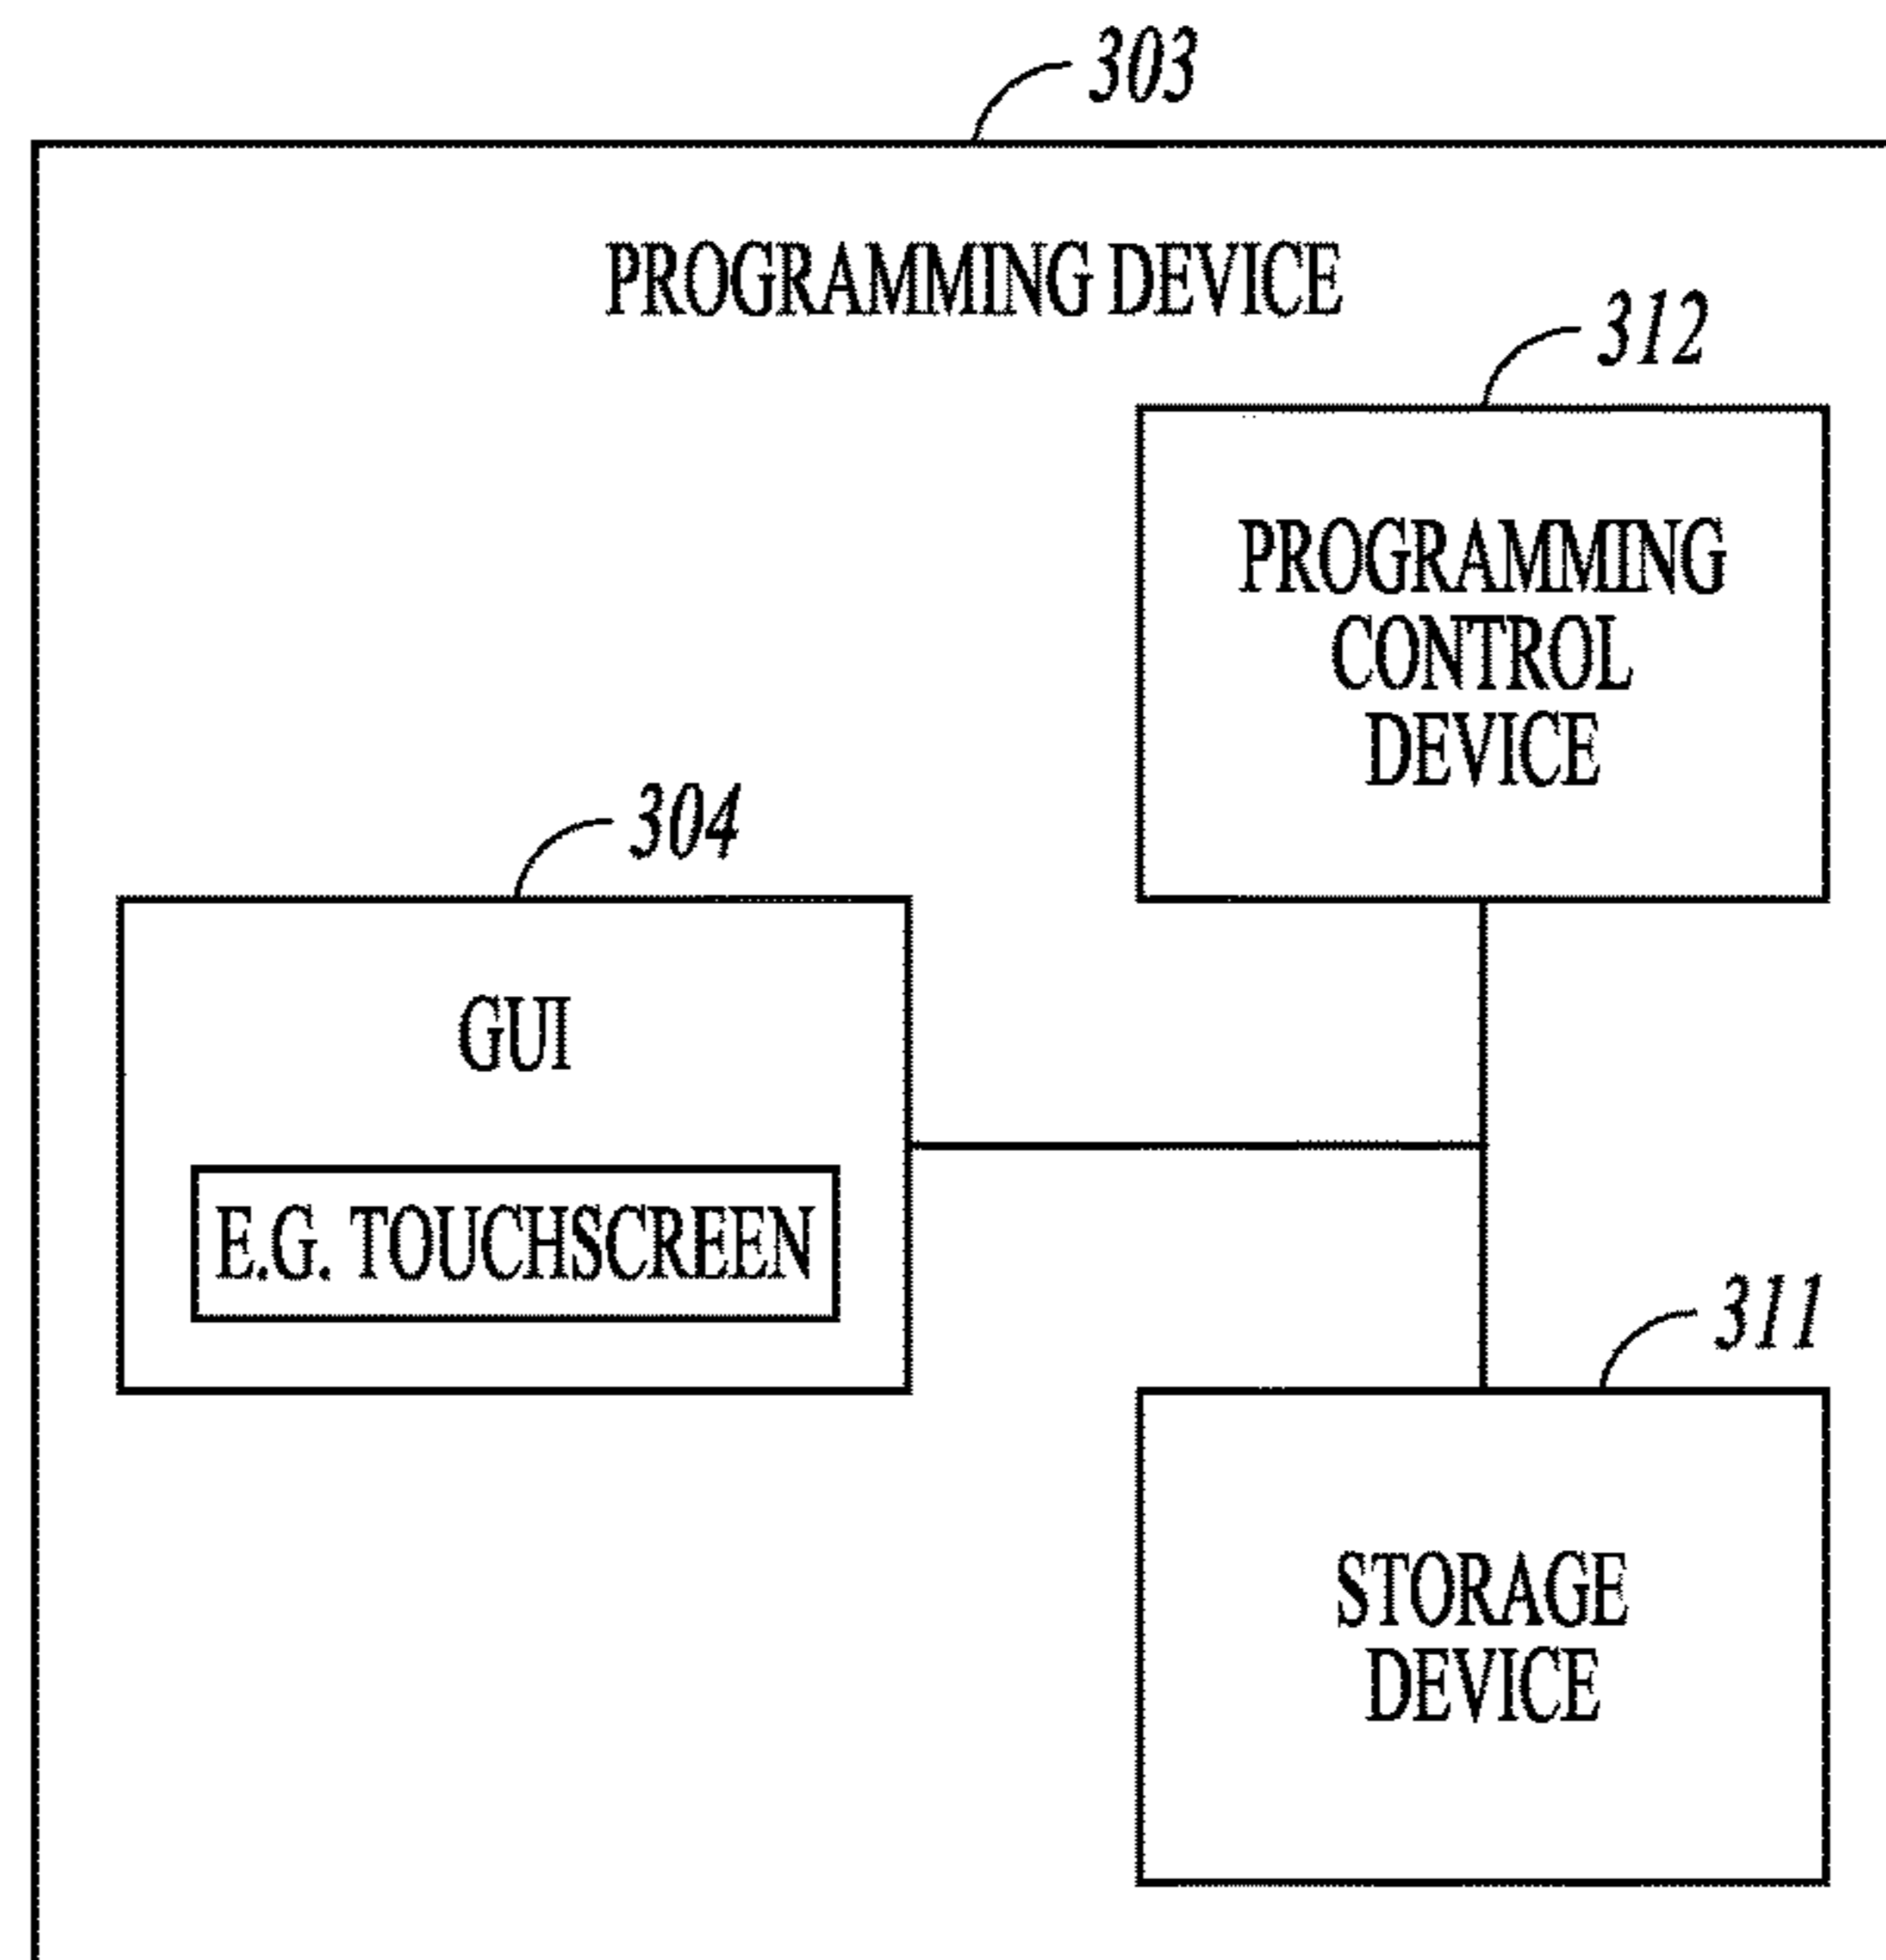 303
PROGRAMMING DEVICE
312
PROGRAMMING
CONTROL
DEVICE
304
GUI
E.G. TOUCHSCREEN
311
STORAGE
DEVICE